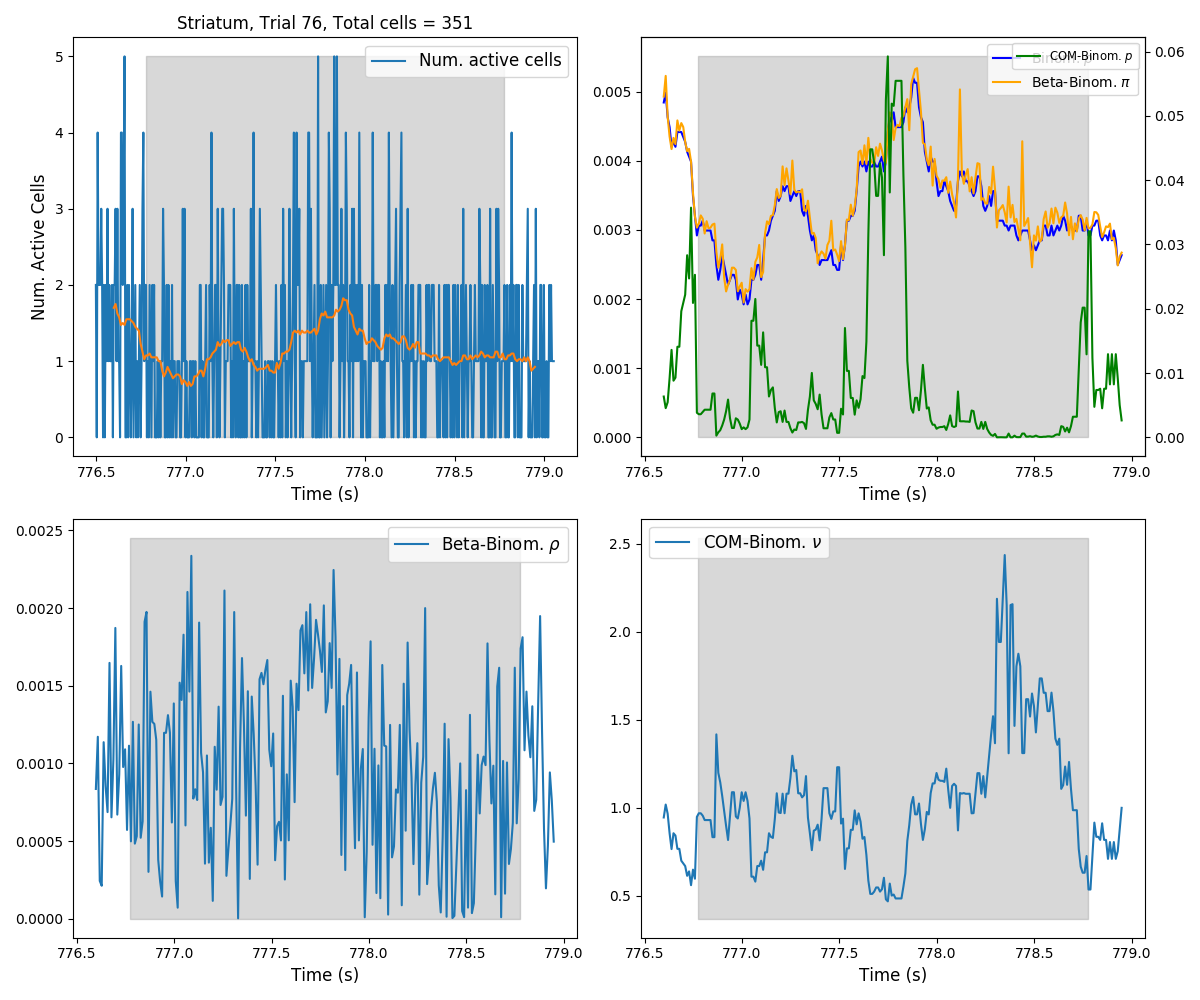 Striatum, Trial 76, Total cells = 351
Num. active cells
Num. Active Cells
5
4
3
2
1
0
776.5 777.0 777.5 778.0 778.5 779.0
Time (s)
COM-Binom. p
Beta-Binom. π
0.005
0.004
0.003
0.002
0.001
0.000
0.06
0.05
0.04
0.03
0.02
0.01
0.00
776.5 777.0 777.5 778.0 778.5 779.0
Time (s)
Beta-Binom. ρ
0.0025
0.0020
0.0015
0.0010
0.0005
0.0000
776.5 777.0 777.5 778.0 778.5 779.0
Time (s)
COM-Binom. ν
2.5
2.0
1.5
1.0
0.5
776.5 777.0 777.5 778.0 778.5 779.0
Time (s)